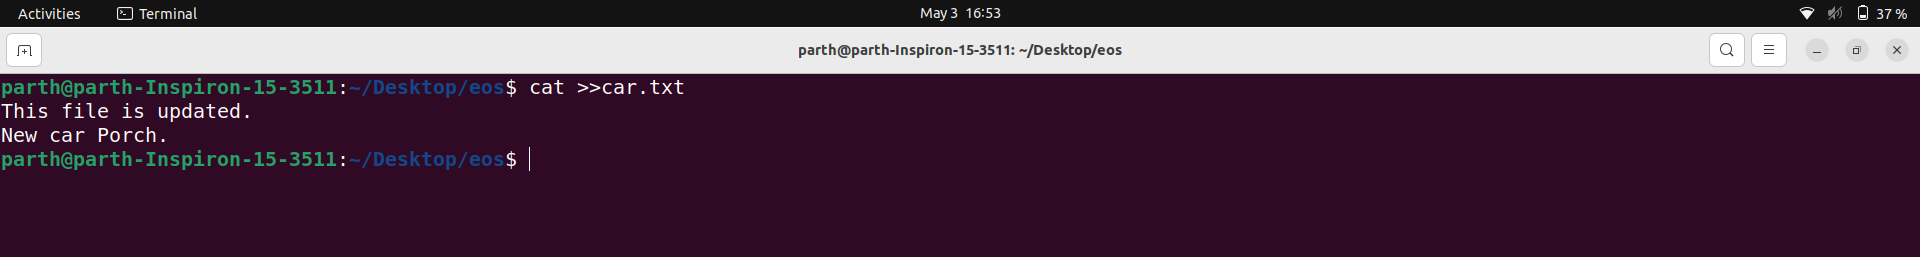 Activities Terminal May 3 16:53 37 %
parth@parth-Inspiron-15-3511: ~/Desktop/eos
parth@parth-Inspiron-15-3511:~/Desktop/eos$ cat >>car.txt
This file is updated.
New car Porch.
parth@parth-Inspiron-15-3511:~/Desktop/eos$